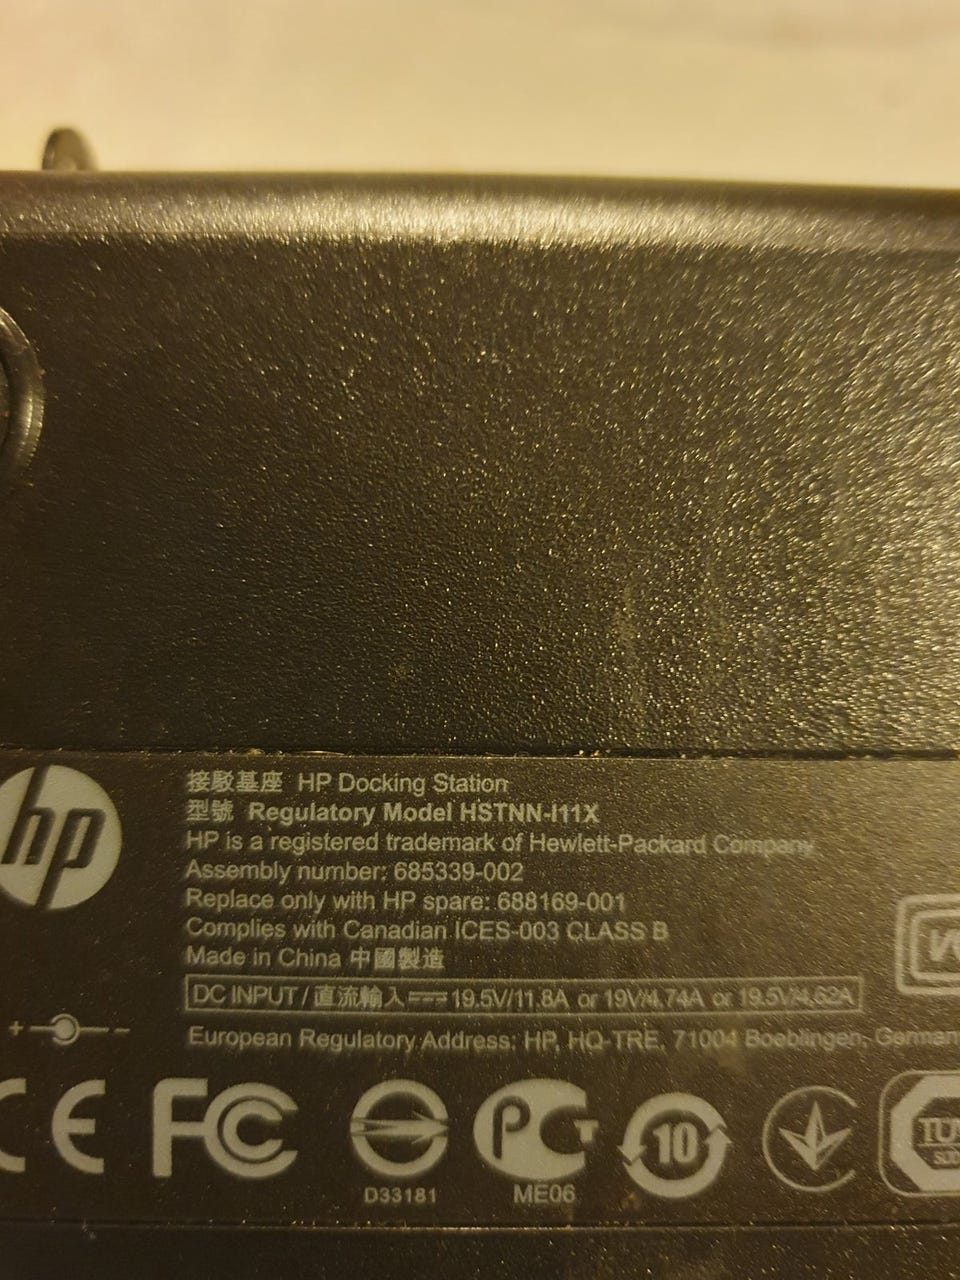 hp
接駁基座 HP Docking Station
型號 Regulatory Model HSTNN-I11X
HP is a registered trademark of Hewlett-Packard Company
Assembly number: 685339-002
Replace only with HP spare: 688169-001
Complies with Canadian ICES-003 CLASS B
Made in China 中國製造
DC INPUT / 直流輸入 ⎓ 19.5V/11.8A or 19V/4.74A or 19.5V/4.62A
European Regulatory Address: HP, HQ-TRE, 71004 Boeblingen, German
+ -
CE FC PCT 10 TUV
D33181 ME06